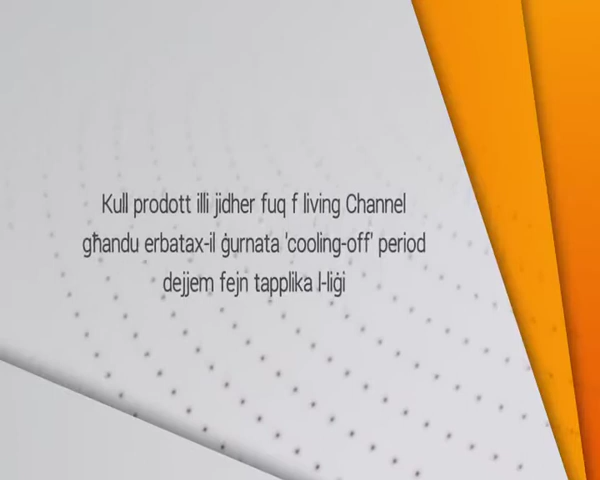 Kull prodott illi jidher fuq f living Channel
għandu erbatax-il ġurnata 'cooling-off' period
dejjem fejn tapplika l-liġi